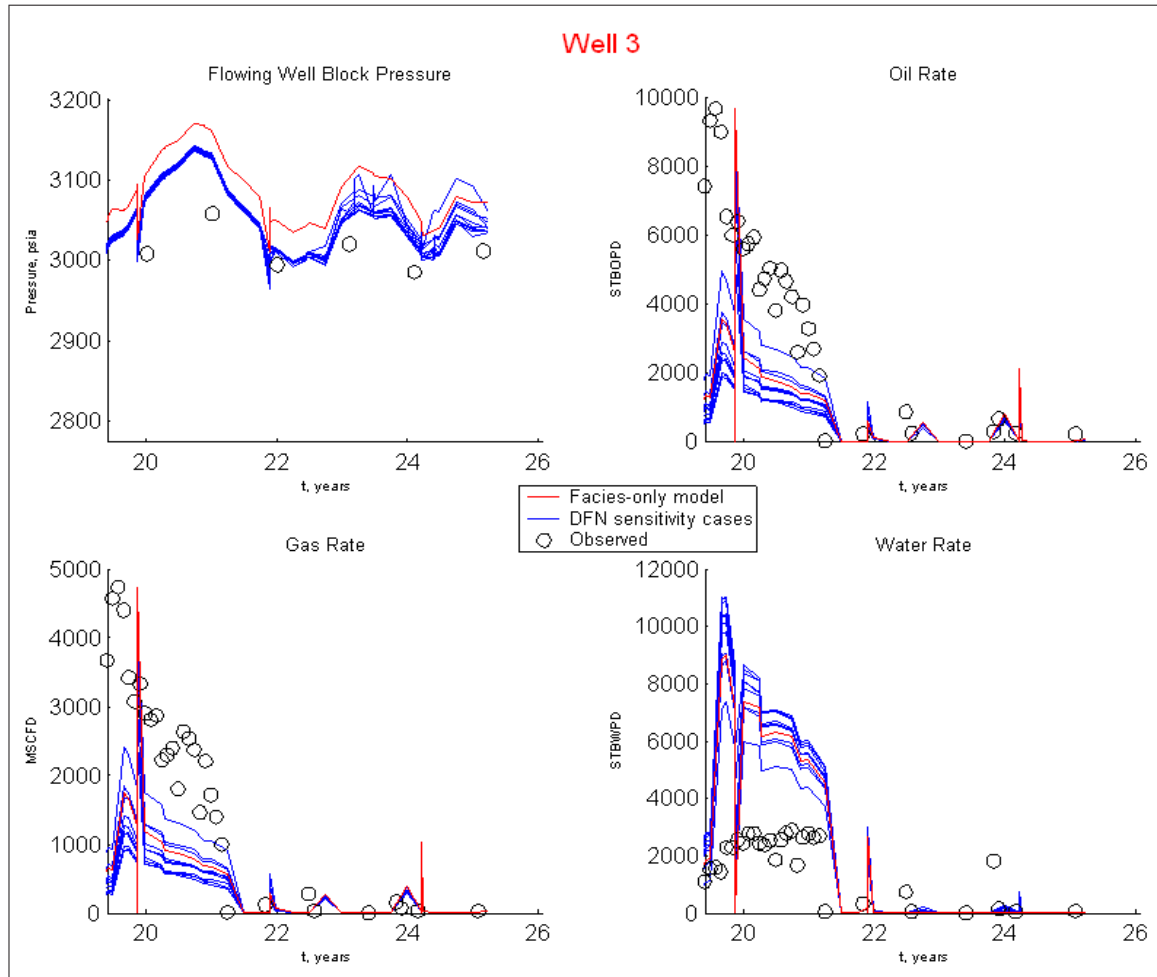 Well 3
Flowing Well Block Pressure
3200
3100
3000
2900
2800
Pressure, psia
20 22 24 26
t, years
Oil Rate
10000
8000
6000
4000
2000
0
STBOPD
20 22 24 26
t, years
Facies-only model
DFN sensitivity cases
Observed
Gas Rate
5000
4000
3000
2000
1000
0
MSCFD
20 22 24 26
t, years
Water Rate
12000
10000
8000
6000
4000
2000
0
STBWPD
20 22 24 26
t, years